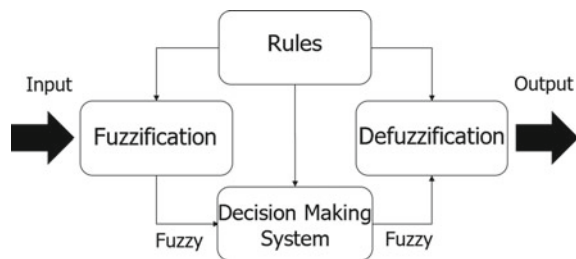 Rules
Input
Output
Fuzzification
Defuzzification
Decision Making
System
Fuzzy
Fuzzy